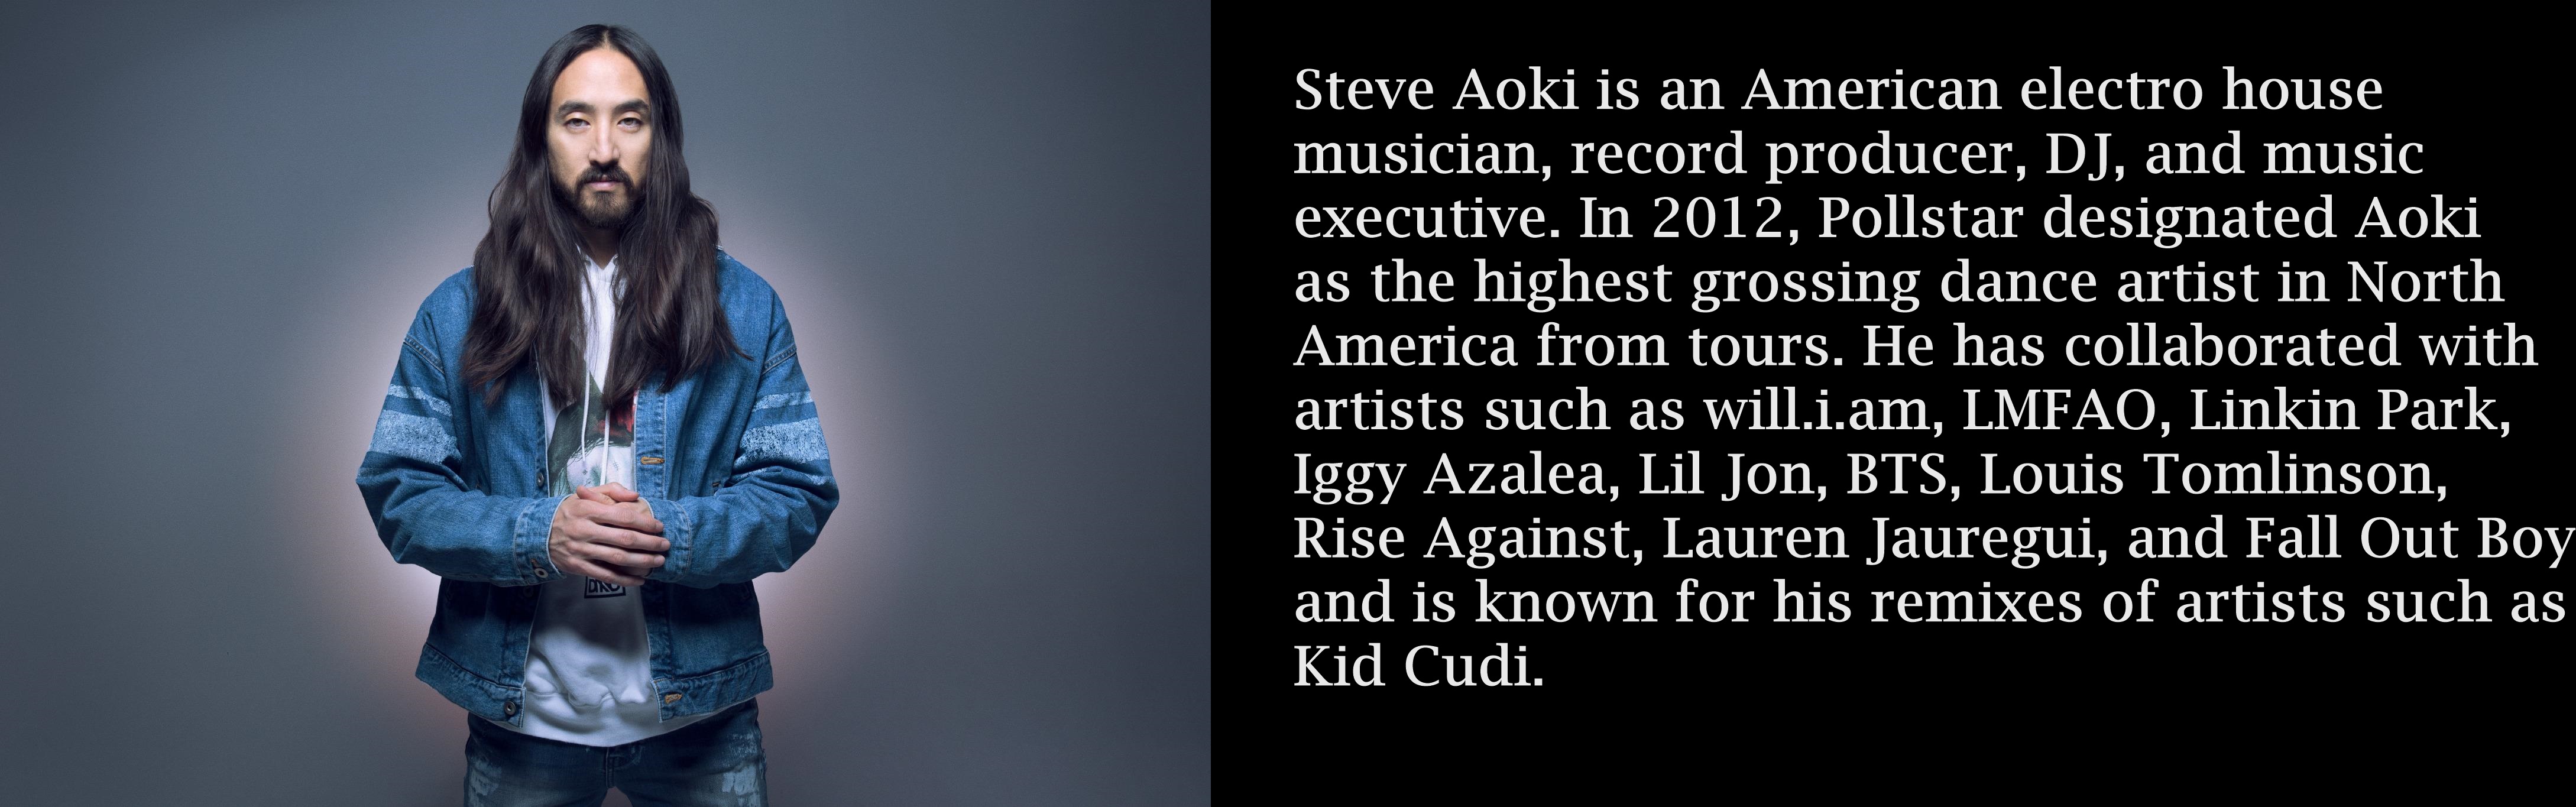 Steve Aoki is an American electro house
musician, record producer, DJ, and music
executive. In 2012, Pollstar designated Aoki
as the highest grossing dance artist in North
America from tours. He has collaborated with
artists such as will.i.am, LMFAO, Linkin Park,
Iggy Azalea, Lil Jon, BTS, Louis Tomlinson,
Rise Against, Lauren Jauregui, and Fall Out Boy
and is known for his remixes of artists such as
Kid Cudi.